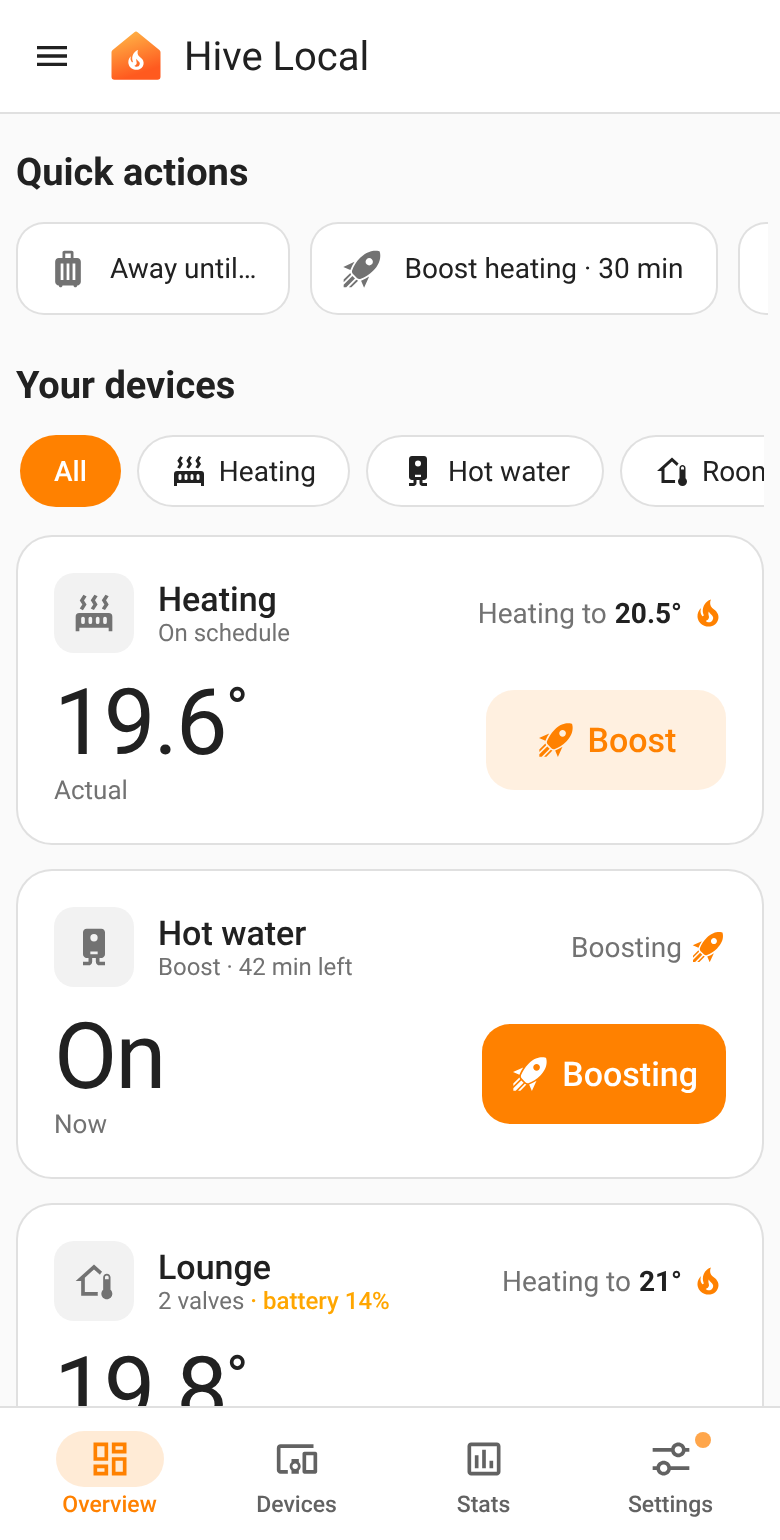 Hive Local
Quick actions
Away until...
Boost heating · 30 min
Your devices
All
Heating
Hot water
Heating
On schedule
Heating to 20.5°
19.6°
Boost
Actual
Hot water
Boost · 42 min left
Boosting
On
Boosting
Now
Lounge
2 valves · battery 14%
Heating to 21°
19.8°
Overview
Devices
Stats
Settings